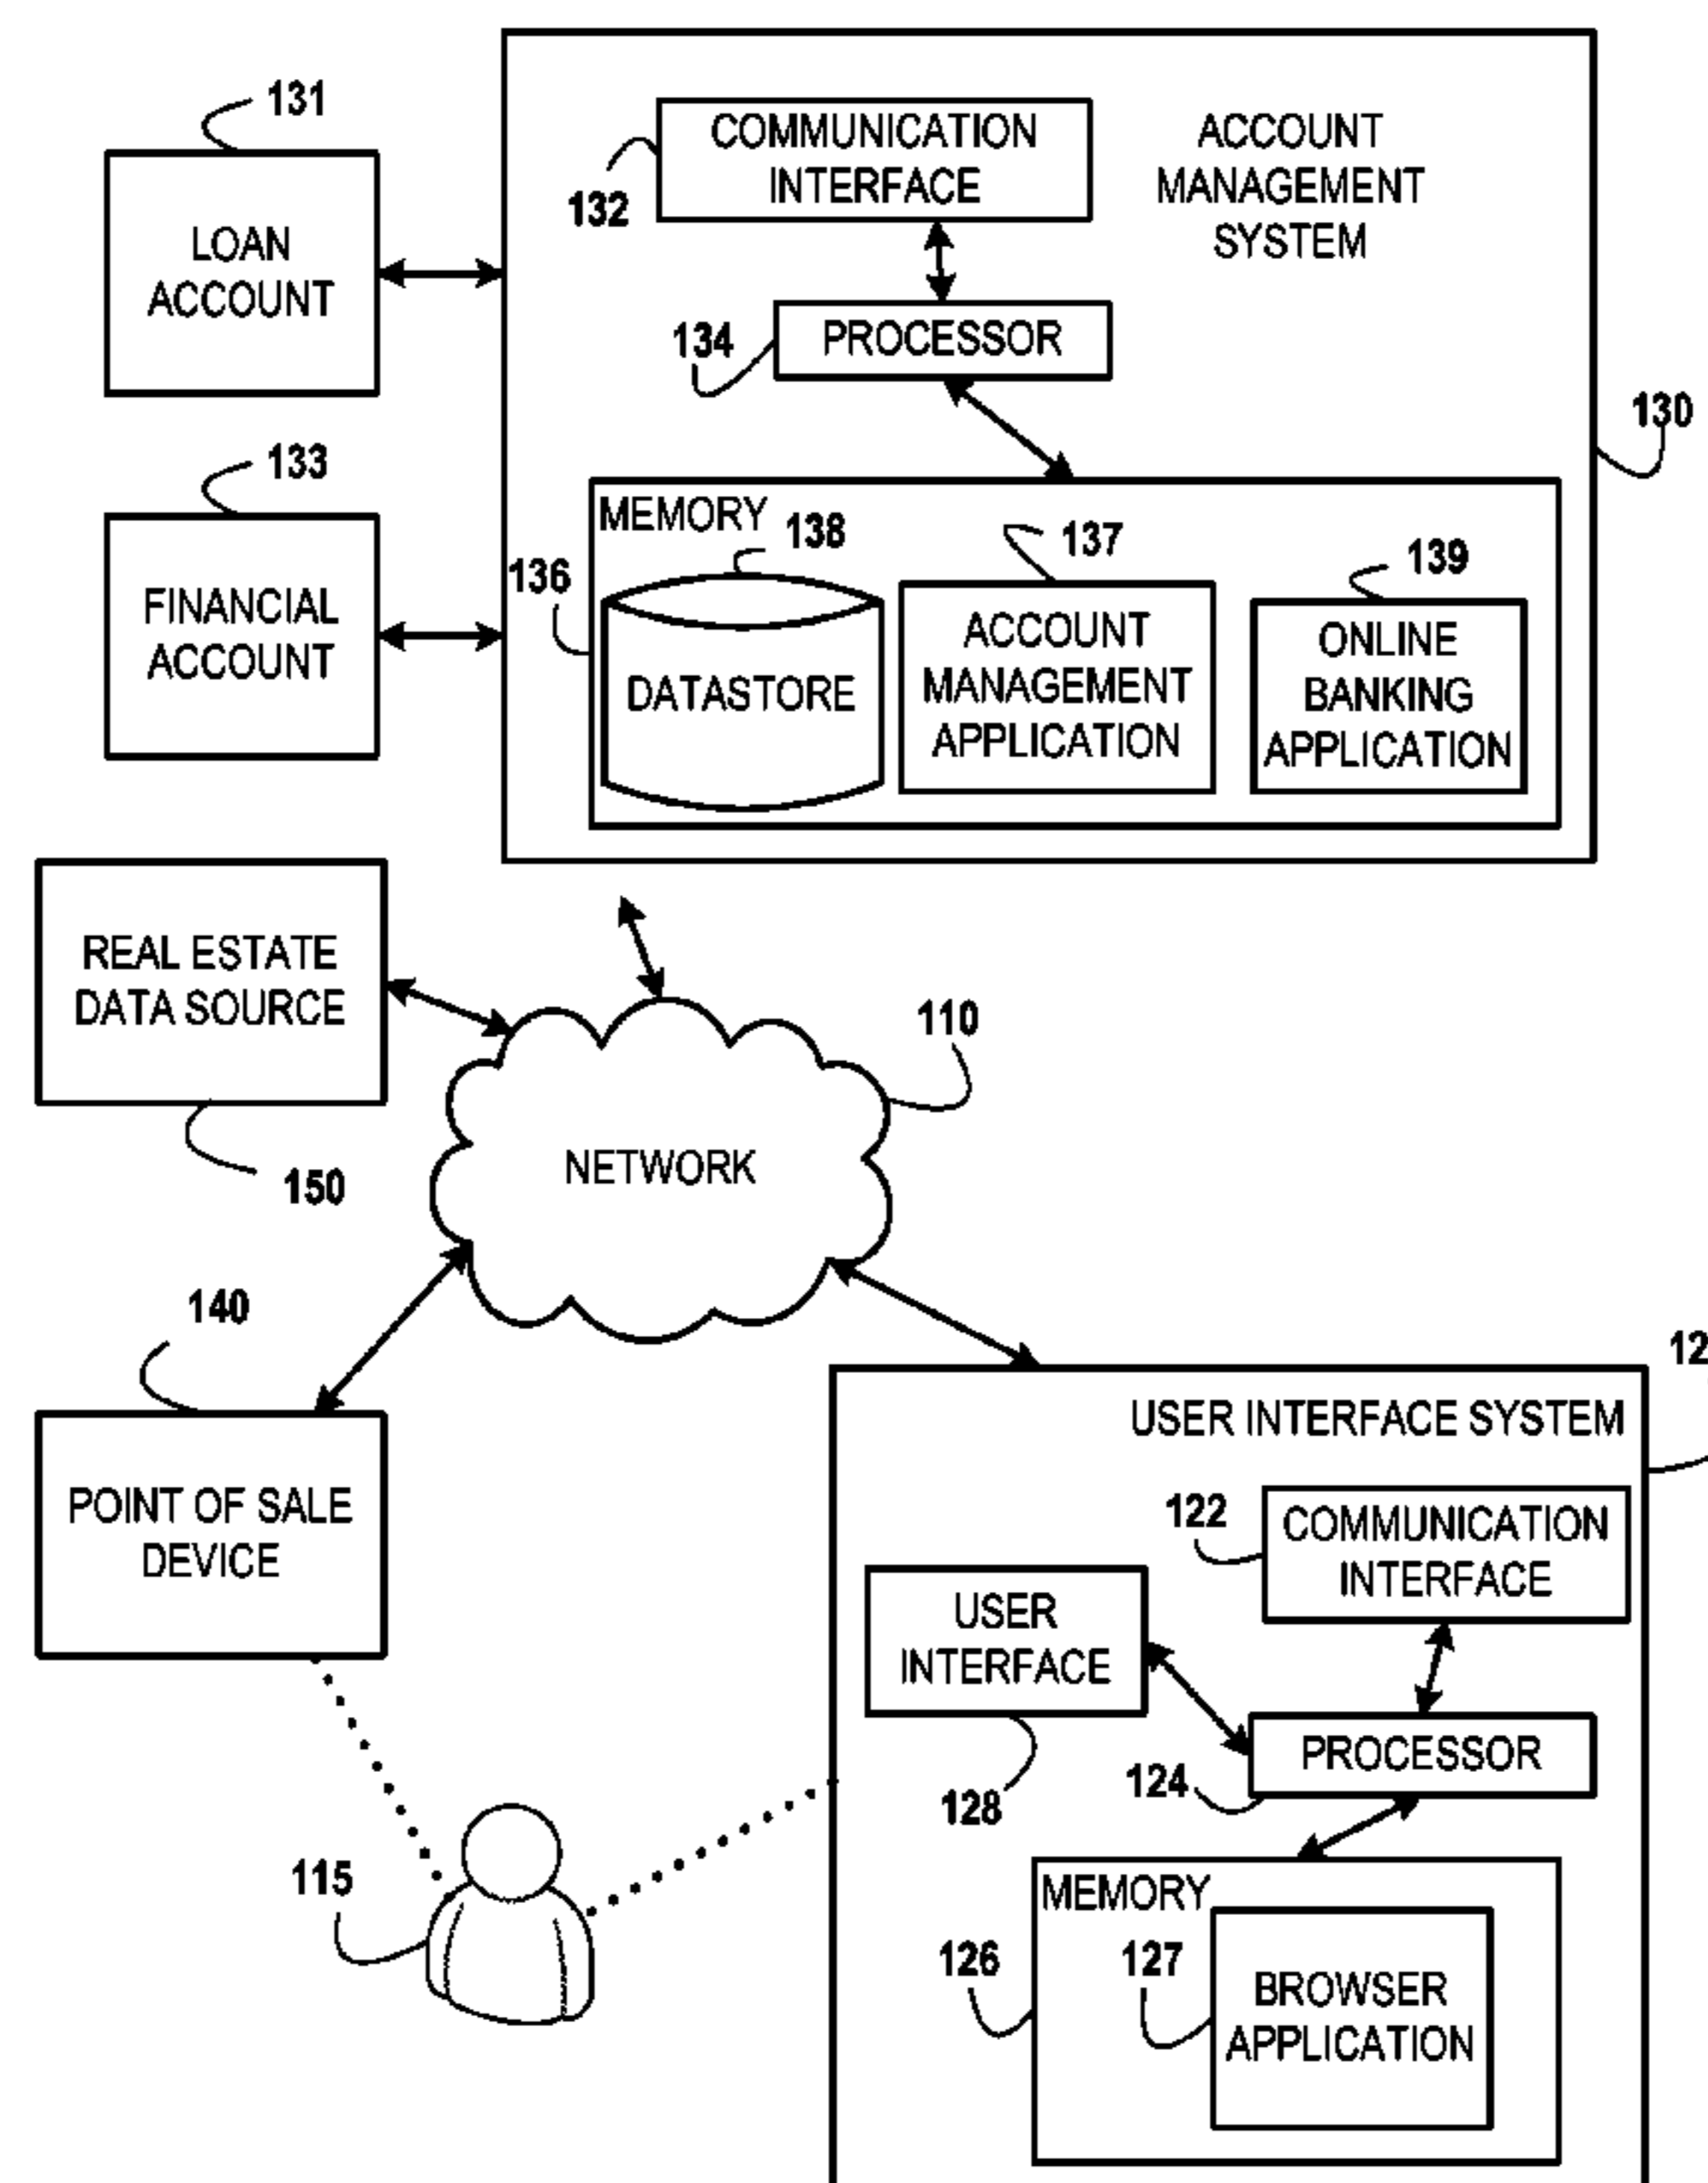 131
LOAN
ACCOUNT
132
COMMUNICATION
INTERFACE
ACCOUNT
MANAGEMENT
SYSTEM
134
PROCESSOR
130
133
FINANCIAL
ACCOUNT
MEMORY
136
138
DATASTORE
137
ACCOUNT
MANAGEMENT
APPLICATION
139
ONLINE
BANKING
APPLICATION
REAL ESTATE
DATA SOURCE
150
110
NETWORK
140
POINT OF SALE
DEVICE
12
USER INTERFACE SYSTEM
122
COMMUNICATION
INTERFACE
USER
INTERFACE
128
124
PROCESSOR
115
MEMORY
126
127
BROWSER
APPLICATION